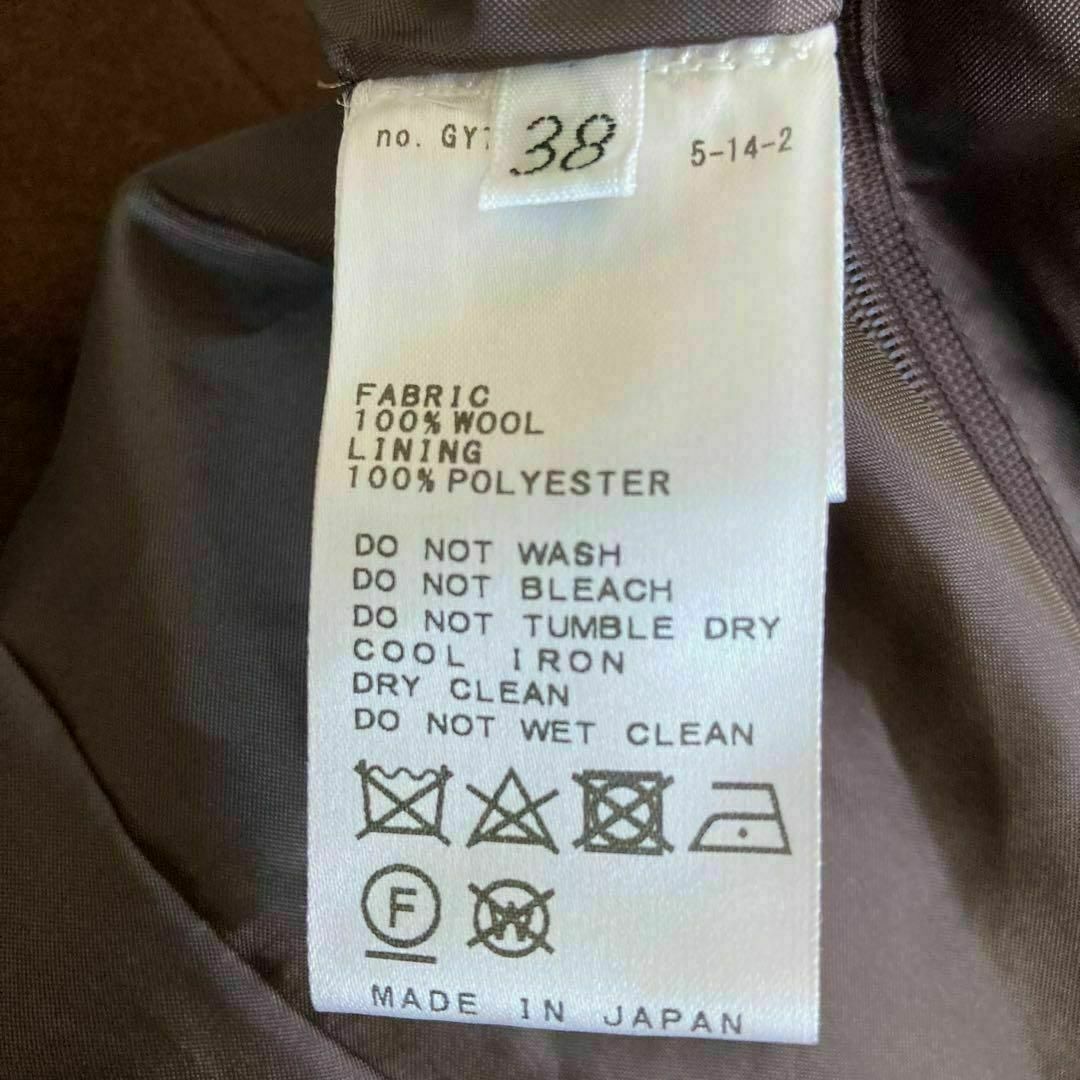 no. GY
38
5-14-2
FABRIC
100% WOOL
LINING
100% POLYESTER
DO NOT WASH
DO NOT BLEACH
DO NOT TUMBLE DRY
COOL IRON
DRY CLEAN
DO NOT WET CLEAN
F
W
MADE IN JAPAN